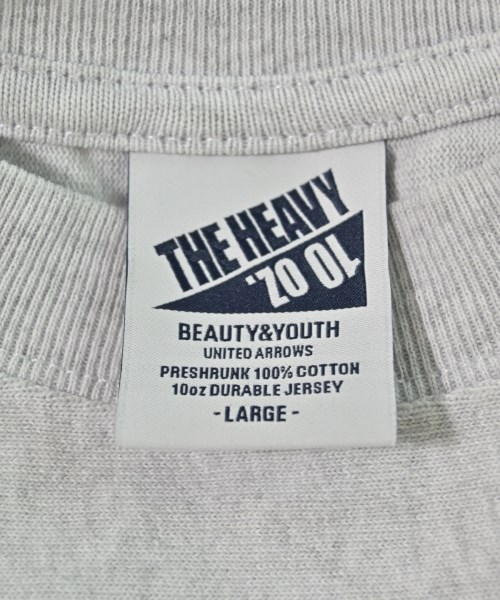 THE HEAVY
10 OZ.
BEAUTY&YOUTH
UNITED ARROWS
PRESHRUNK 100% COTTON
10oz DURABLE JERSEY
-LARGE-